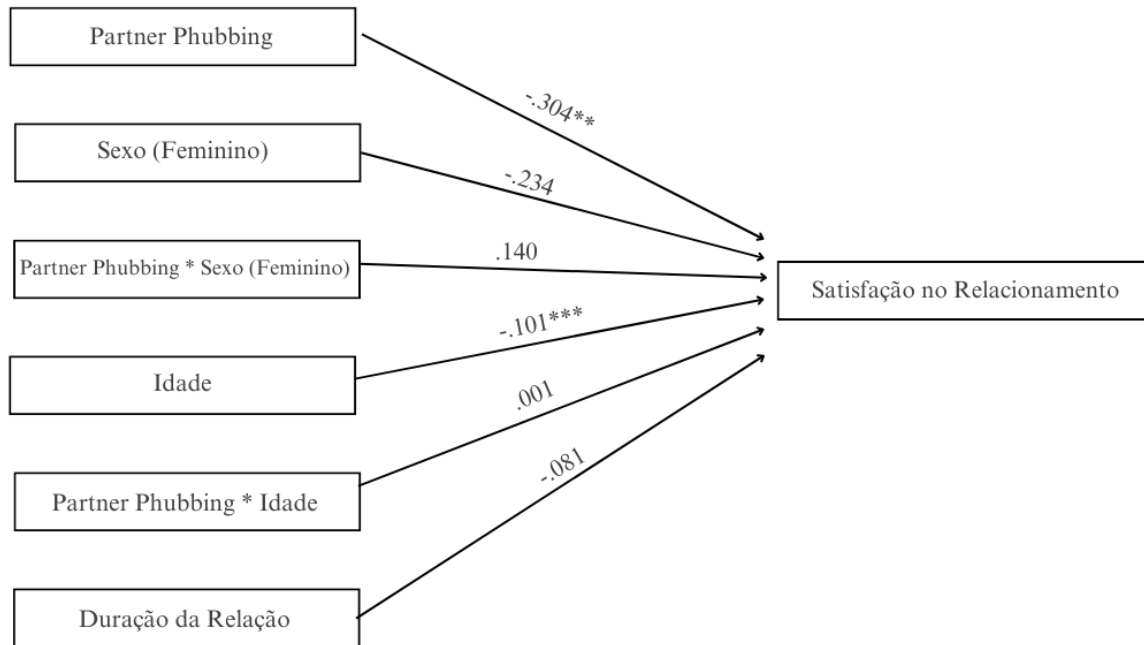 Partner Phubbing
-.304**
Sexo (Feminino)
-.234
Partner Phubbing * Sexo (Feminino)
.140
Satisfação no Relacionamento
-.101***
Idade
.001
Partner Phubbing * Idade
-.081
Duração da Relação